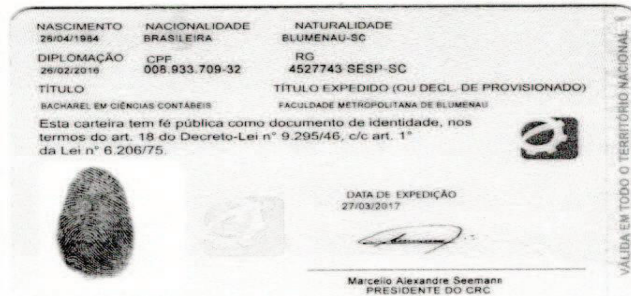 NASCIMENTO NACIONALIDADE NATURALIDADE
26/04/1984 BRASILEIRA BLUMENAU-SC
DIPLOMAÇÃO CPF RG
26/02/2016 008.933.709-32 4527743 SESP-SC
TÍTULO TÍTULO EXPEDIDO (OU DECL. DE PROVISIONADO)
BACHAREL EM CIÊNCIAS CONTÁBEIS FACULDADE METROPOLITANA DE BLUMENAU
Esta carteira tem fé pública como documento de identidade, nos
termos do art. 18 do Decreto-Lei n° 9.295/46, c/c art. 1°
da Lei n° 6.206/75.
DATA DE EXPEDIÇÃO
27/03/2017
Marcello Alexandre Seemann
PRESIDENTE DO CRC
VÁLIDA EM TODO O TERRITÓRIO NACIONAL